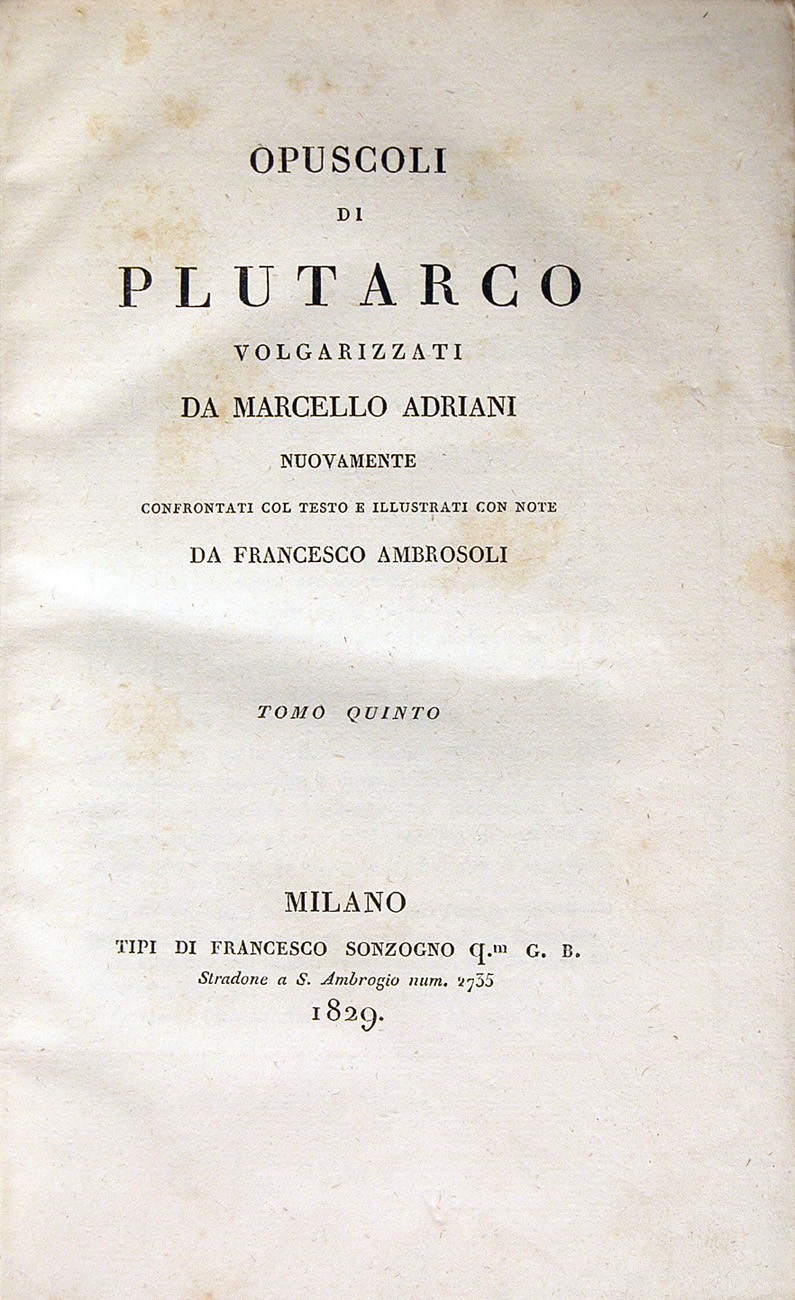 OPUSCOLI
DI
PLUTARCO
VOLGARIZZATI
DA MARCELLO ADRIANI
NUOVAMENTE
CONFRONTATI COL TESTO E ILLUSTRATI CON NOTE
DA FRANCESCO AMBROSOLI
TOMO QUINTO
MILANO
TIPI DI FRANCESCO SONZOGNO q.m G. B.
Stradone a S. Ambrogio num. 2735
1829.